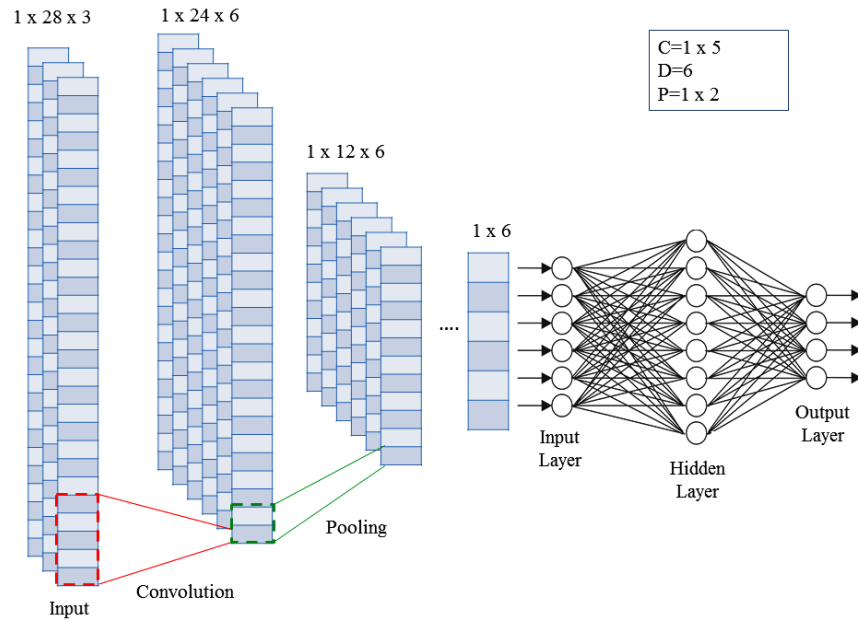 1 x 28 x 3
1 x 24 x 6
C=1 x 5
D=6
P=1 x 2
1 x 12 x 6
1 x 6
....
Input
Layer
Hidden
Layer
Output
Layer
Pooling
Convolution
Input